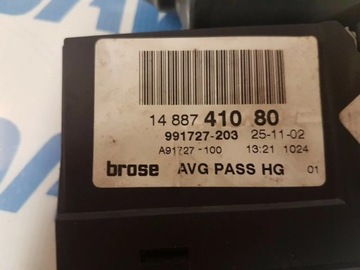 14 887 410 80
991727-203 25-11-02
A91727-100 13:21 1024
brose AVG PASS HG 01